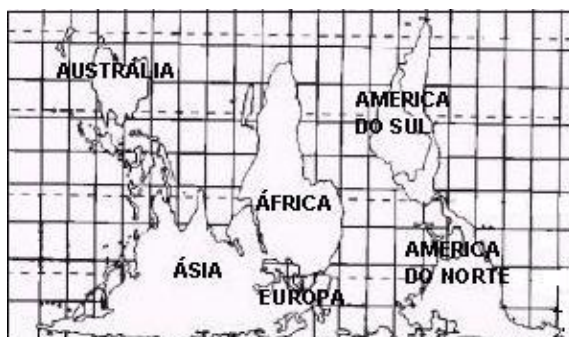 AUSTRÁLIA
AMERICA
DO SUL
ÁFRICA
ÁSIA
EUROPA
AMERICA
DO NORTE